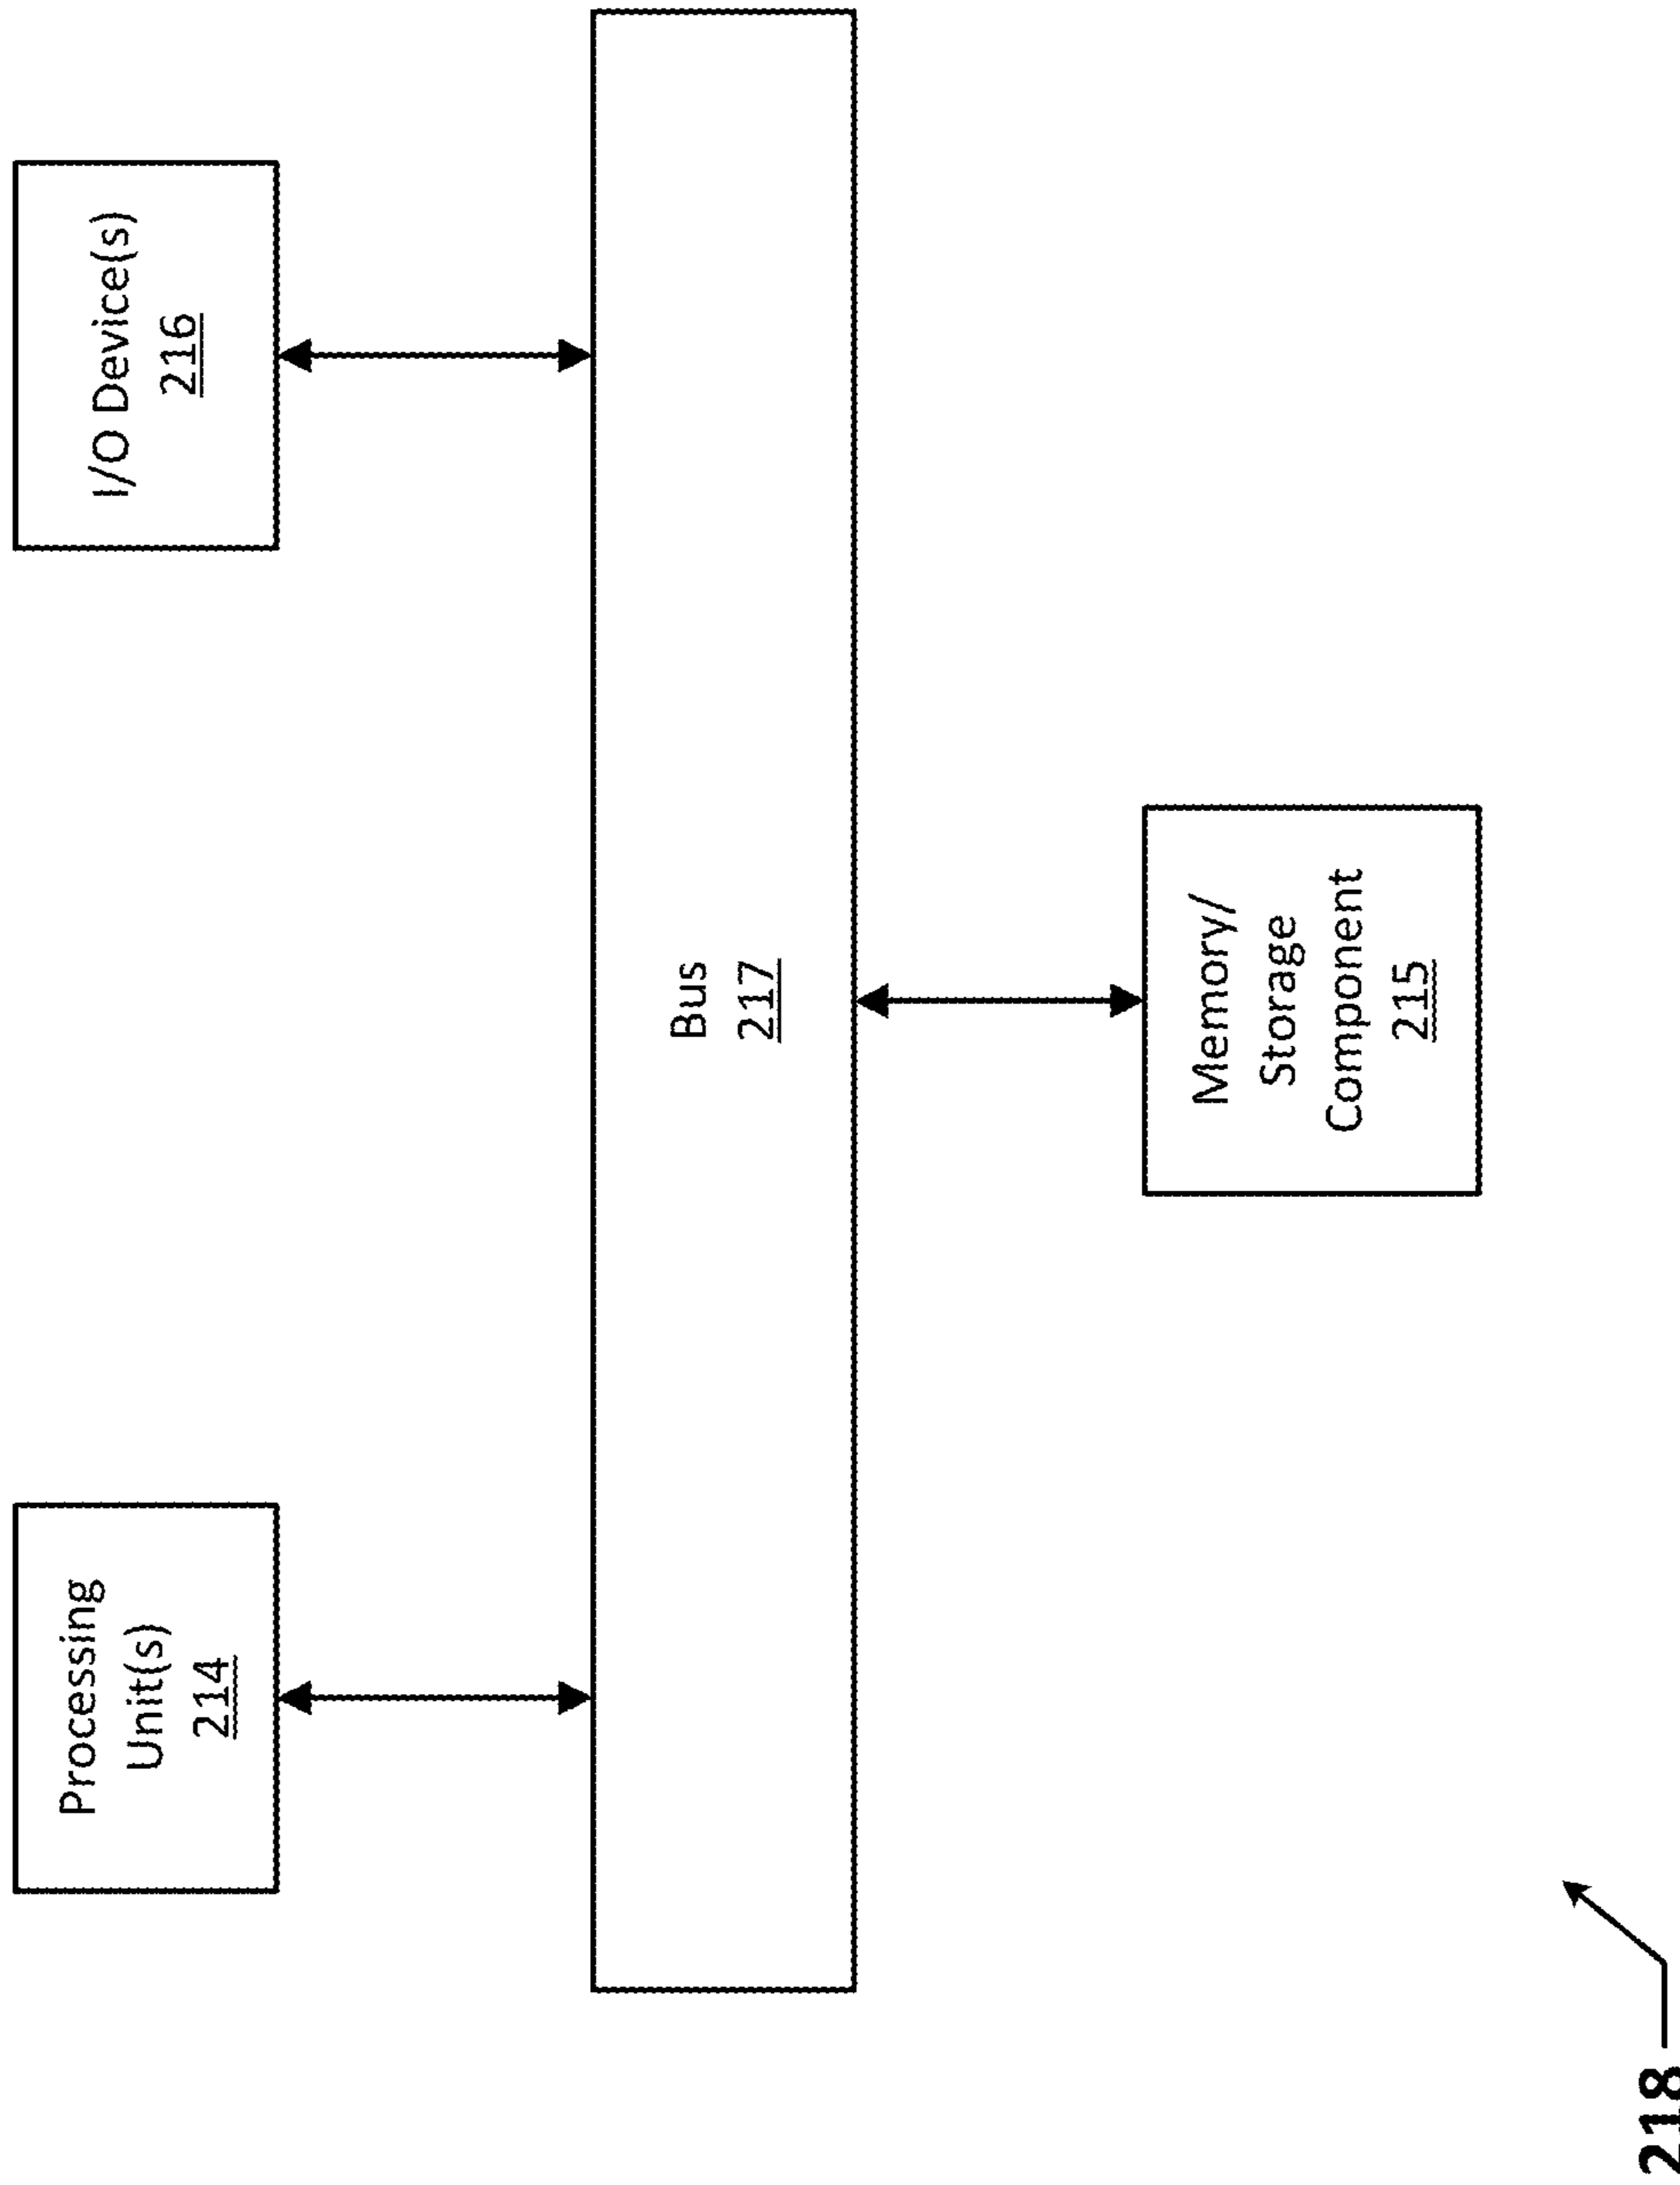 Processing
Unit(s)
214
I/O Device(s)
216
Bus
217
Memory/
Storage
Component
215
218